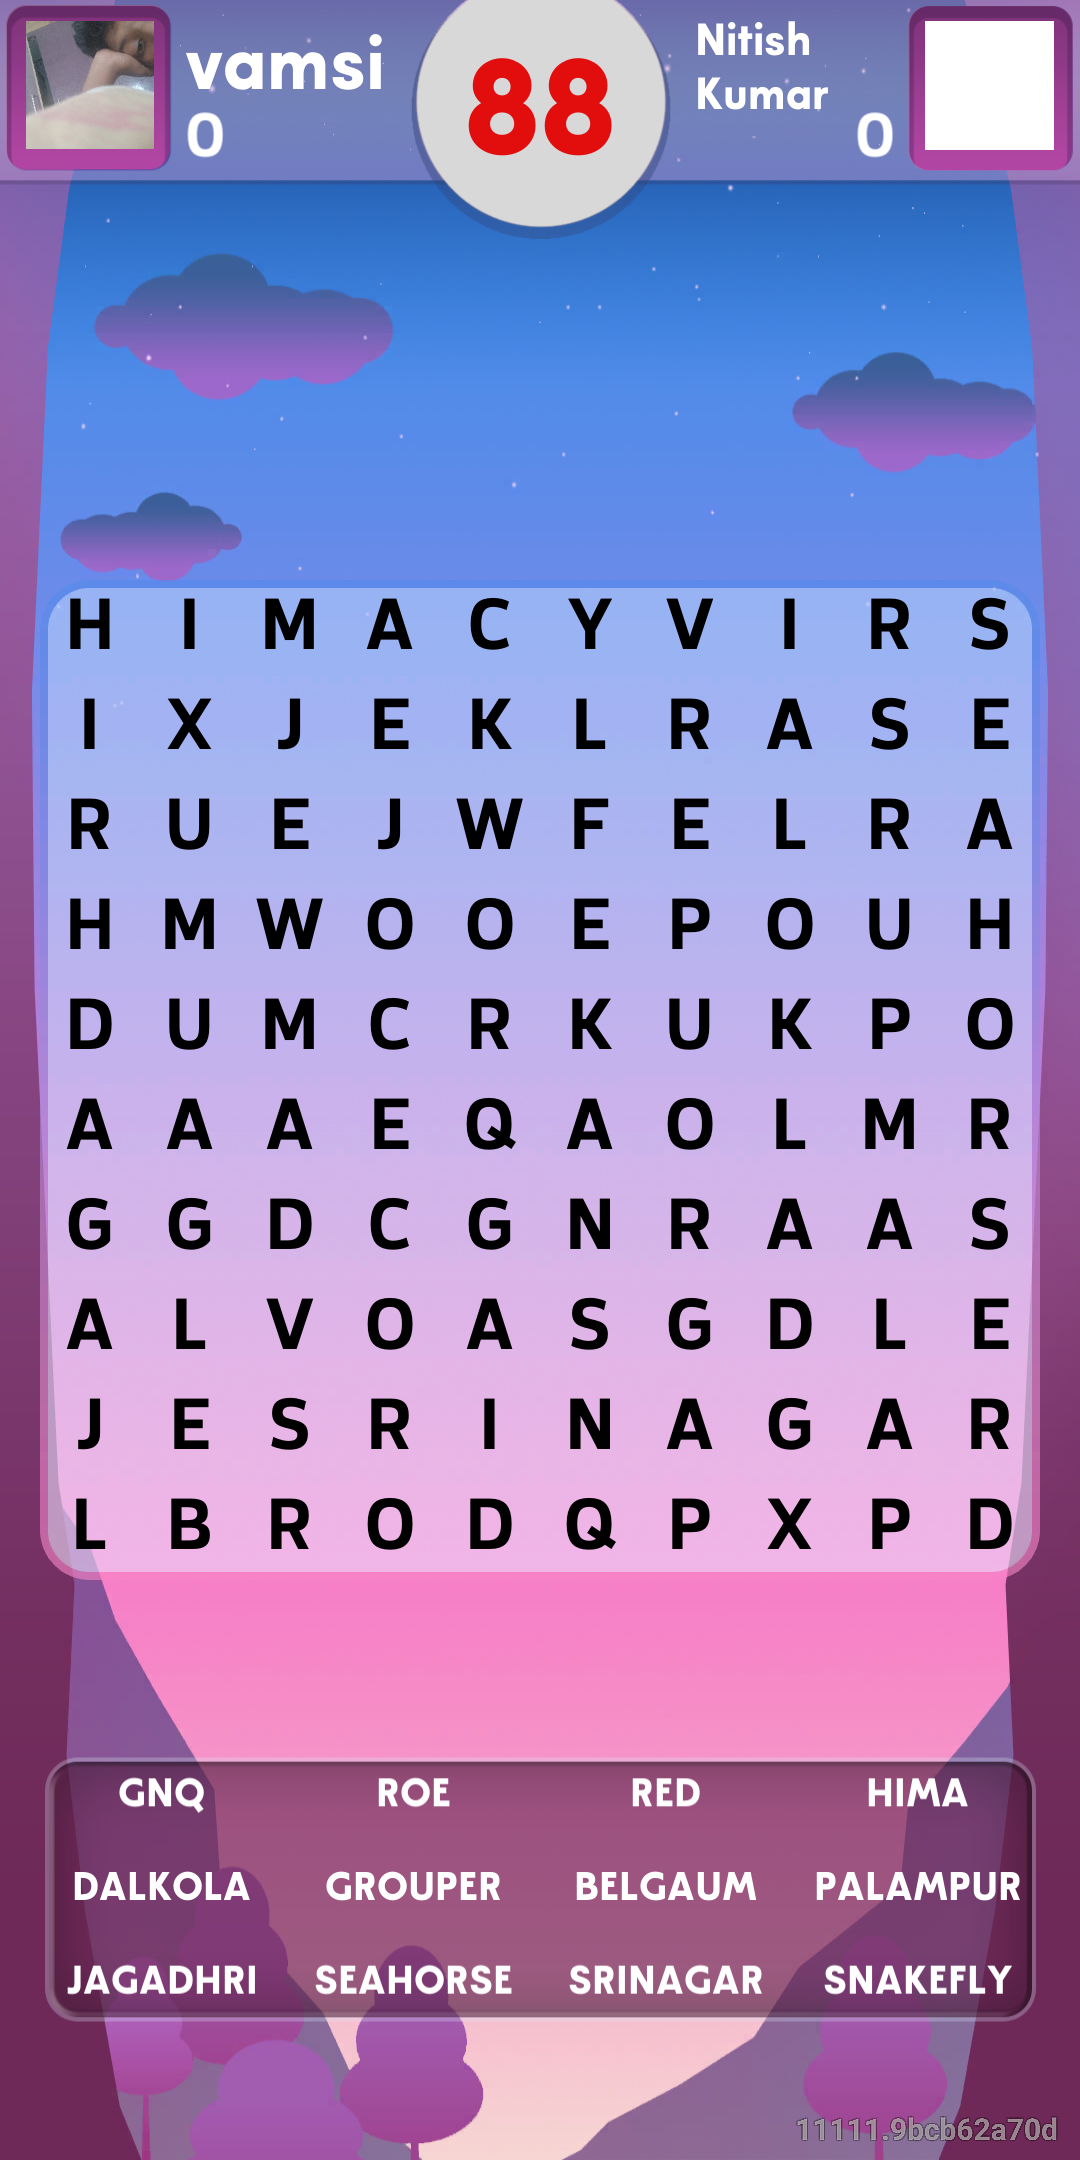 vamsi
0
88
Nitish
Kumar
0
H I M A C Y V I R S
I X J E K L R A S E
R U E J W F E L R A
H M W O O E P O U H
D U M C R K U K P O
A A A E Q A O L M R
G G D C G N R A A S
A L V O A S G D L E
J E S R I N A G A R
L B R O D Q P X P D
GNQ ROE RED HIMA
DALKOLA GROUPER BELGAUM PALAMPUR
JAGADHRI SEAHORSE SRINAGAR SNAKEFLY
11111.9bcb62a70d